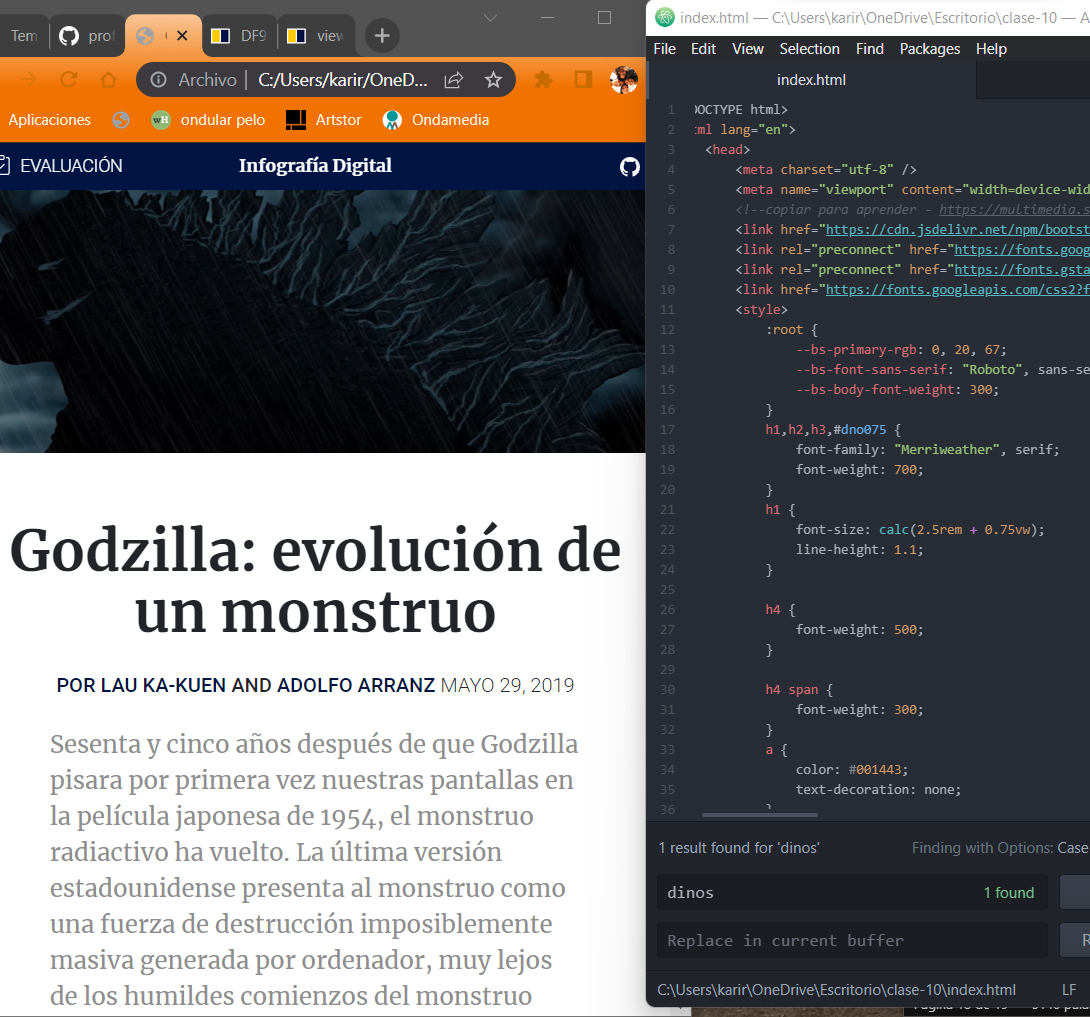 Tem
prof
DF9
view
Archivo | C:/Users/karir/OneD...
Aplicaciones
wH
ondular pelo
Artstor
Ondamedia
EVALUACIÓN
Infografía Digital
Godzilla: evolución de
un monstruo
POR LAU KA-KUEN AND ADOLFO ARRANZ MAYO 29, 2019
Sesenta y cinco años después de que Godzilla
pisara por primera vez nuestras pantallas en
la película japonesa de 1954, el monstruo
radiactivo ha vuelto. La última versión
estadounidense presenta al monstruo como
una fuerza de destrucción imposiblemente
masiva generada por ordenador, muy lejos
de los humildes comienzos del monstruo
index.html — C:\Users\karir\OneDrive\Escritorio\clase-10 — A
File Edit View Selection Find Packages Help
index.html
1 OCTYPE html>
2 ml lang="en">
3 <head>
4 <meta charset="utf-8" />
5 <meta name="viewport" content="width=device-wid
6 <!--copiar para aprender - https://multimedia.s
7 <link href="https://cdn.jsdelivr.net/npm/bootst
8 <link rel="preconnect" href="https://fonts.goog
9 <link rel="preconnect" href="https://fonts.gsta
10 <link href="https://fonts.googleapis.com/css2?f
11 <style>
12 :root {
13 --bs-primary-rgb: 0, 20, 67;
14 --bs-font-sans-serif: "Roboto", sans-se
15 --bs-body-font-weight: 300;
16 }
17 h1,h2,h3,#dno075 {
18 font-family: "Merriweather", serif;
19 font-weight: 700;
20 }
21 h1 {
22 font-size: calc(2.5rem + 0.75vw);
23 line-height: 1.1;
24 }
25
26 h4 {
27 font-weight: 500;
28 }
29
30 h4 span {
31 font-weight: 300;
32 }
33 a {
34 color: #001443;
35 text-decoration: none;
36 }
1 result found for 'dinos'
Finding with Options: Case
dinos
1 found
Replace in current buffer
R
C:\Users\karir\OneDrive\Escritorio\clase-10\index.html
LF